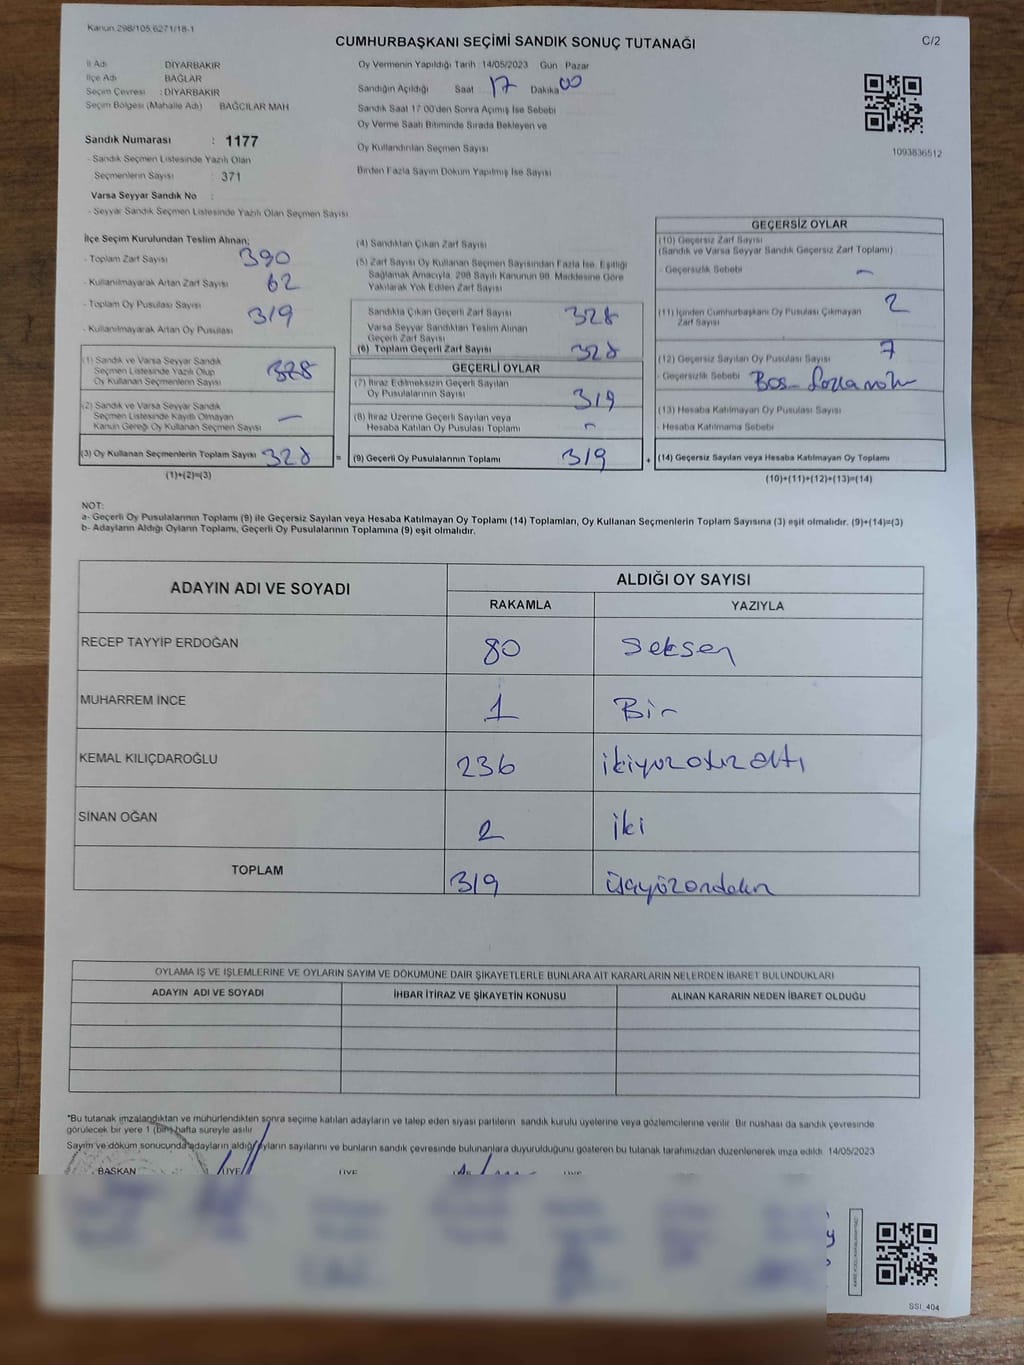 Kanun 298/105,6271/18-1
CUMHURBAŞKANI SEÇİMİ SANDIK SONUÇ TUTANAĞI
C/2
İl Adı DİYARBAKIR
İlçe Adı BAĞLAR
Seçim Çevresi : DİYARBAKIR
Seçim Bölgesi (Mahalle Adı) BAĞCILAR MAH
Oy Vermenin Yapıldığı Tarih 14/05/2023 Gün Pazar
Sandığın Açıldığı Saat 17 Dakika 00
Sandık Saat 17 00'den Sonra Açılmış İse Sebebi
Oy Verme Saati Bitiminde Sırada Bekleyen ve
Oy Kullandırılan Seçmen Sayısı
Birden Fazla Sayım Döküm Yapılmış İse Sayısı
1093836512
Sandık Numarası : 1177
- Sandık Seçmen Listesinde Yazılı Olan
Seçmenlerin Sayısı : 371
Varsa Seyyar Sandık No :
- Seyyar Sandık Seçmen Listesinde Yazılı Olan Seçmen Sayısı
İlçe Seçim Kurulundan Teslim Alınan;
- Toplam Zarf Sayısı 390
- Kullanılmayarak Artan Zarf Sayısı 62
- Toplam Oy Pusulası Sayısı 319
- Kullanılmayarak Artan Oy Pusulası
(1) Sandık ve Varsa Seyyar Sandık
Seçmen Listesinde Yazılı Olup
Oy Kullanan Seçmenlerin Sayısı 328
(2) Sandık ve Varsa Seyyar Sandık
Seçmen Listesinde Kayıtlı Olmayan
Kanun Gereği Oy Kullanan Seçmen Sayısı —
(3) Oy Kullanan Seçmenlerin Toplam Sayısı 328
(1)+(2)=(3)
(4) Sandıktan Çıkan Zarf Sayısı
(5) Zarf Sayısı Oy Kullanan Seçmen Sayısından Fazla İse, Eşitliği
Sağlamak Amacıyla, 298 Sayılı Kanunun 98. Maddesine Göre
Yakılarak Yok Edilen Zarf Sayısı
Sandıkta Çıkan Geçerli Zarf Sayısı 328
Varsa Seyyar Sandıktan Teslim Alınan
Geçerli Zarf Sayısı
(6) Toplam Geçerli Zarf Sayısı 328
GEÇERLİ OYLAR
(7) İtiraz Edilmeksizin Geçerli Sayılan
Oy Pusulasının Sayısı 319
(8) İtiraz Üzerine Geçerli Sayılan veya
Hesaba Katılan Oy Pusulası Toplamı -
= (9) Geçerli Oy Pusulalarının Toplamı 319 +
GEÇERSİZ OYLAR
(10) Geçersiz Zarf Sayısı
(Sandık ve Varsa Seyyar Sandık Geçersiz Zarf Toplamı)
- Geçersizlik Sebebi -
(11) İçinden Cumhurbaşkanı Oy Pusulası Çıkmayan
Zarf Sayısı 2
(12) Geçersiz Sayılan Oy Pusulası Sayısı 7
- Geçersizlik Sebebi Boş
(13) Hesaba Katılmayan Oy Pusulası Sayısı
- Hesaba Katılmama Sebebi
(14) Geçersiz Sayılan veya Hesaba Katılmayan Oy Toplamı
(10)+(11)+(12)+(13)=(14)
NOT:
a- Geçerli Oy Pusulalarının Toplamı (9) ile Geçersiz Sayılan veya Hesaba Katılmayan Oy Toplamı (14) Toplamları, Oy Kullanan Seçmenlerin Toplam Sayısına (3) eşit olmalıdır. (9)+(14)=(3)
b- Adayların Aldığı Oyların Toplamı, Geçerli Oy Pusulalarının Toplamına (9) eşit olmalıdır.
ADAYIN ADI VE SOYADI
ALDIĞI OY SAYISI
RAKAMLA YAZIYLA
RECEP TAYYİP ERDOĞAN 80 Seksen
MUHARREM İNCE 1 Bir
KEMAL KILIÇDAROĞLU 236 ikiyüzotuzaltı
SİNAN OĞAN 2 iki
TOPLAM 319 üçyüzondokuz
OYLAMA İŞ VE İŞLEMLERİNE VE OYLARIN SAYIM VE DÖKÜMÜNE DAİR ŞİKAYETLERLE BUNLARA AİT KARARLARIN NELERDEN İBARET BULUNDUKLARI
ADAYIN ADI VE SOYADI İHBAR İTİRAZ VE ŞİKAYETİN KONUSU ALINAN KARARIN NEDEN İBARET OLDUĞU
*Bu tutanak imzalandıktan ve mühürlendikten sonra seçime katılan adayların ve talep eden siyasi partilerin sandık kurulu üyelerine veya gözlemcilerine verilir. Bir nüshası da sandık çevresinde
görülecek bir yere 1 (bir) hafta süreyle asılır
Sayım ve döküm sonucunda adayların aldığı oyların sayılarını ve bunların sandık çevresinde bulunanlara duyurulduğunu gösteren bu tutanak tarafımızdan düzenlenerek imza edildi. 14/05/2023
BAŞKAN ÜYE ÜYE ÜYE
SSI_404